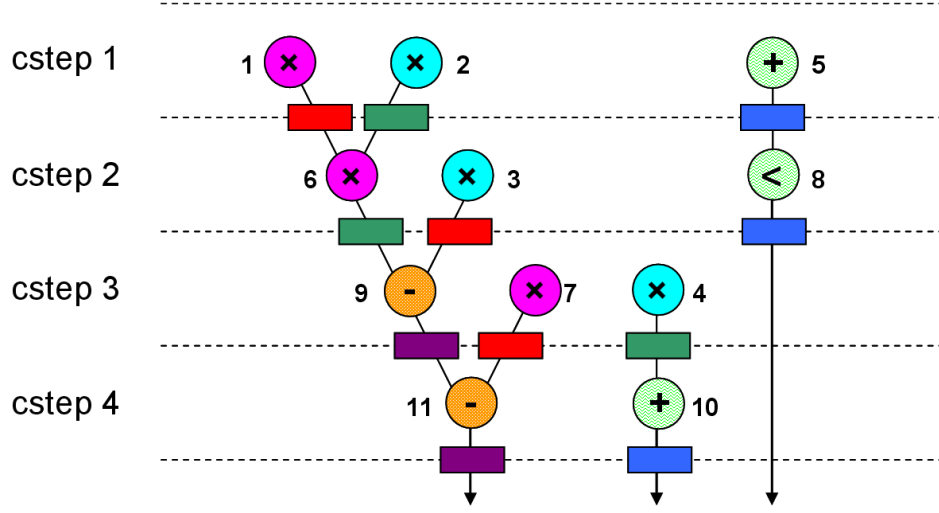 cstep 1
1 × × 2 + 5
cstep 2
6 × × 3 < 8
cstep 3
9 - × 7 × 4
cstep 4
11 - + 10